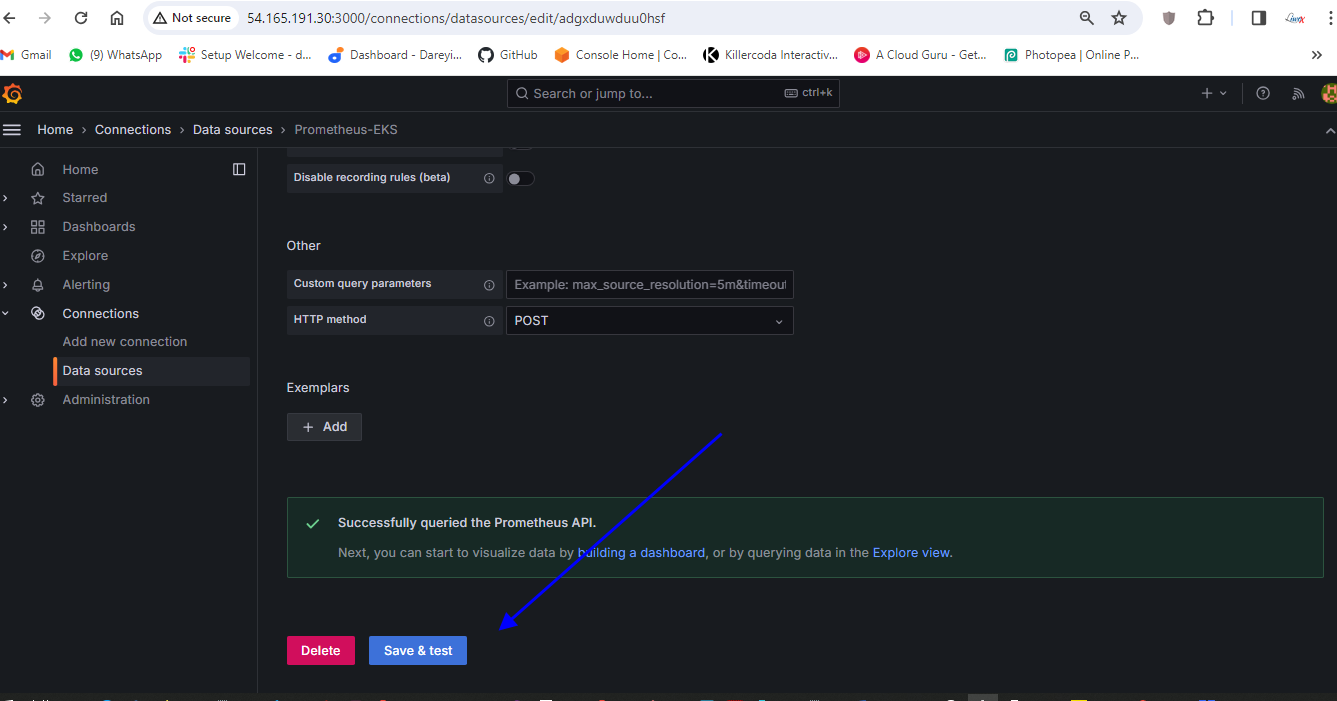 Not secure 54.165.191.30:3000/connections/datasources/edit/adgxduwduu0hsf
Gmail (9) WhatsApp Setup Welcome - d... Dashboard - Dareyi... GitHub Console Home | Co... Killercoda Interactiv... A Cloud Guru - Get... Photopea | Online P... »
Search or jump to... ctrl+k
Home › Connections › Data sources › Prometheus-EKS
Home
Disable recording rules (beta)
Starred
Dashboards
Other
Explore
Custom query parameters Example: max_source_resolution=5m&timeout
Alerting
Connections
HTTP method POST
Add new connection
Data sources
Exemplars
Administration
+ Add
Successfully queried the Prometheus API.
Next, you can start to visualize data by building a dashboard, or by querying data in the Explore view.
Delete Save & test